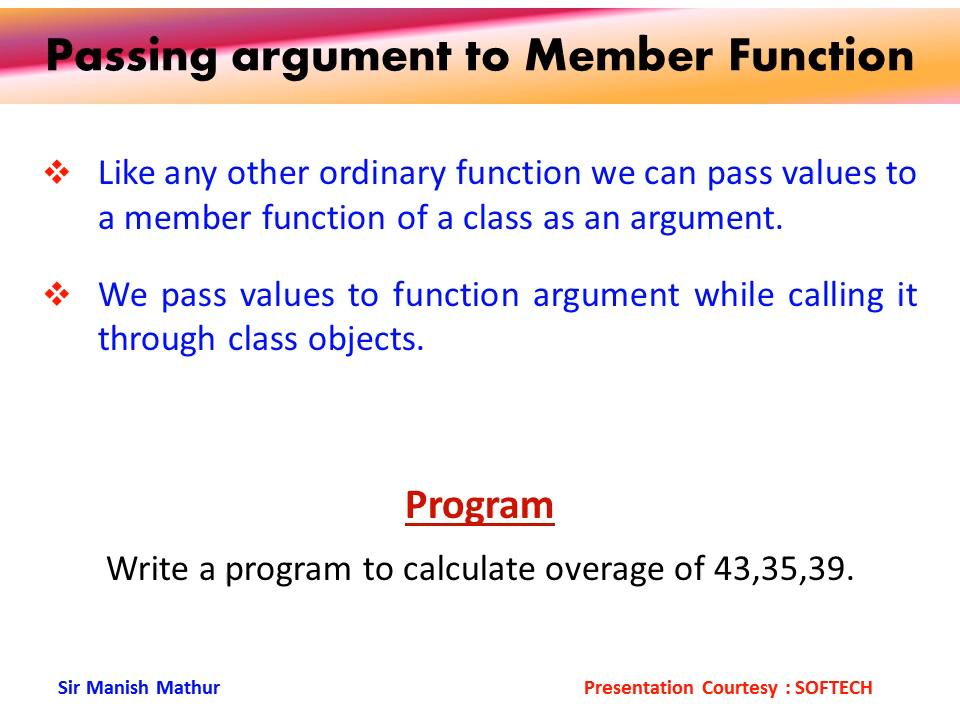 Passing argument to Member Function
Like any other ordinary function we can pass values to
a member function of a class as an argument.
We pass values to function argument while calling it
through class objects.
Program
Write a program to calculate overage of 43,35,39.
Sir Manish Mathur
Presentation Courtesy : SOFTECH